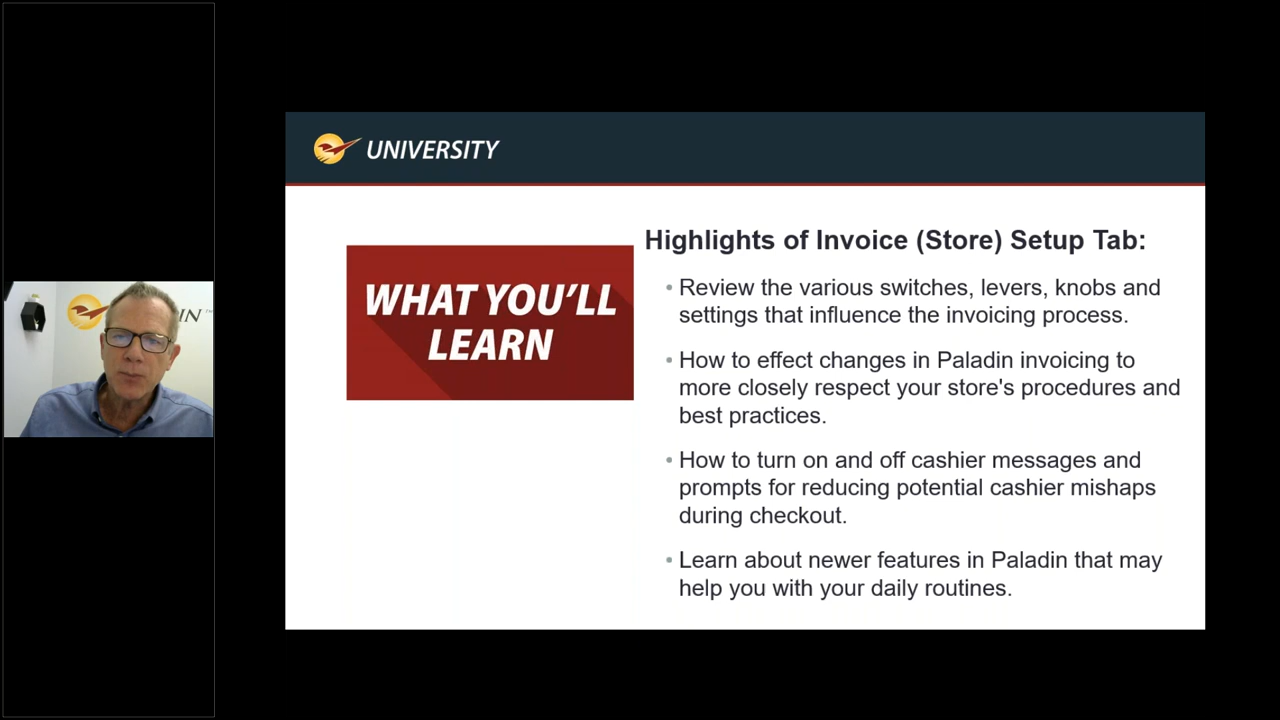 UNIVERSITY
WHAT YOU'LL
LEARN
Highlights of Invoice (Store) Setup Tab:
• Review the various switches, levers, knobs and
settings that influence the invoicing process.
• How to effect changes in Paladin invoicing to
more closely respect your store's procedures and
best practices.
• How to turn on and off cashier messages and
prompts for reducing potential cashier mishaps
during checkout.
• Learn about newer features in Paladin that may
help you with your daily routines.